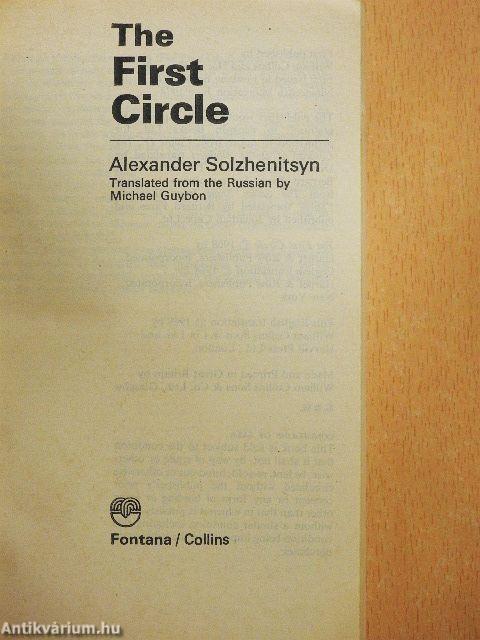 The
First
Circle
Alexander Solzhenitsyn
Translated from the Russian by
Michael Guybon
Fontana / Collins
Antikvárium.hu